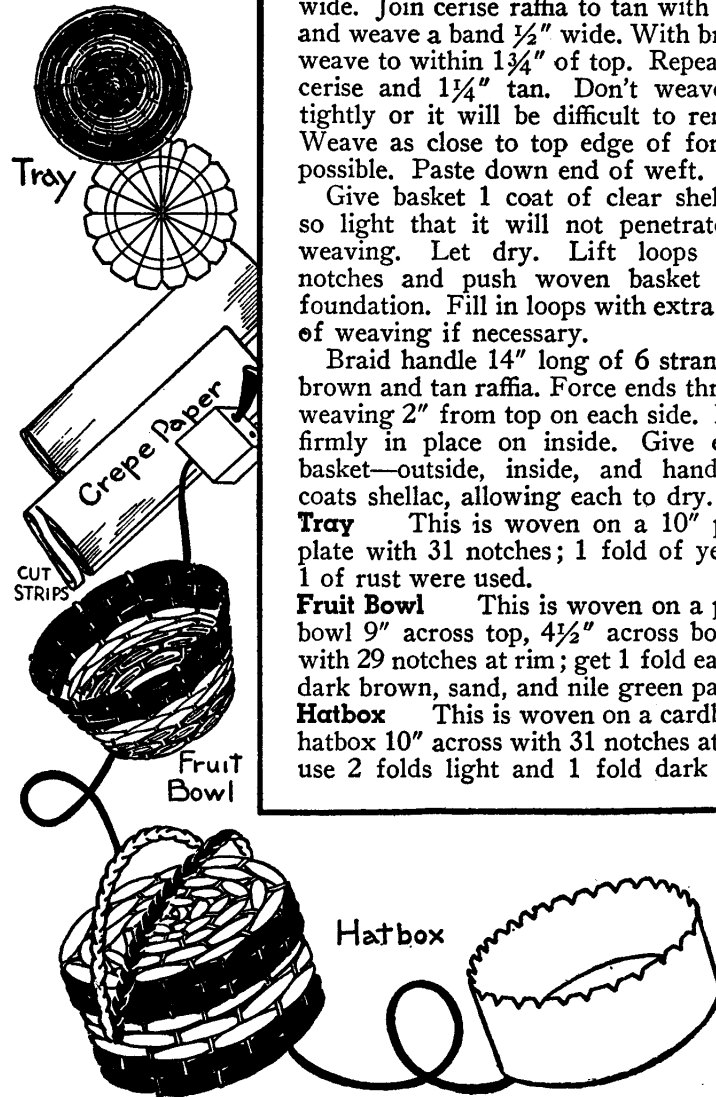 wide. Join cerise raffia to tan with
and weave a band ½" wide. With br
weave to within 1¾" of top. Repea
cerise and 1¼" tan. Don't weave
tightly or it will be difficult to re
Weave as close to top edge of for
possible. Paste down end of weft.
Give basket 1 coat of clear shel
so light that it will not penetrat
weaving. Let dry. Lift loops
notches and push woven basket
foundation. Fill in loops with extra
of weaving if necessary.
Braid handle 14" long of 6 stran
brown and tan raffia. Force ends thr
weaving 2" from top on each side.
firmly in place on inside. Give
basket—outside, inside, and hand
coats shellac, allowing each to dry.
Tray This is woven on a 10" p
plate with 31 notches; 1 fold of ye
1 of rust were used.
Fruit Bowl This is woven on a p
bowl 9" across top, 4½" across bo
with 29 notches at rim; get 1 fold ea
dark brown, sand, and nile green pa
Hatbox This is woven on a cardb
hatbox 10" across with 31 notches at
use 2 folds light and 1 fold dark
Tray
Crepe Paper
CUT
STRIPS
Fruit
Bowl
Hatbox